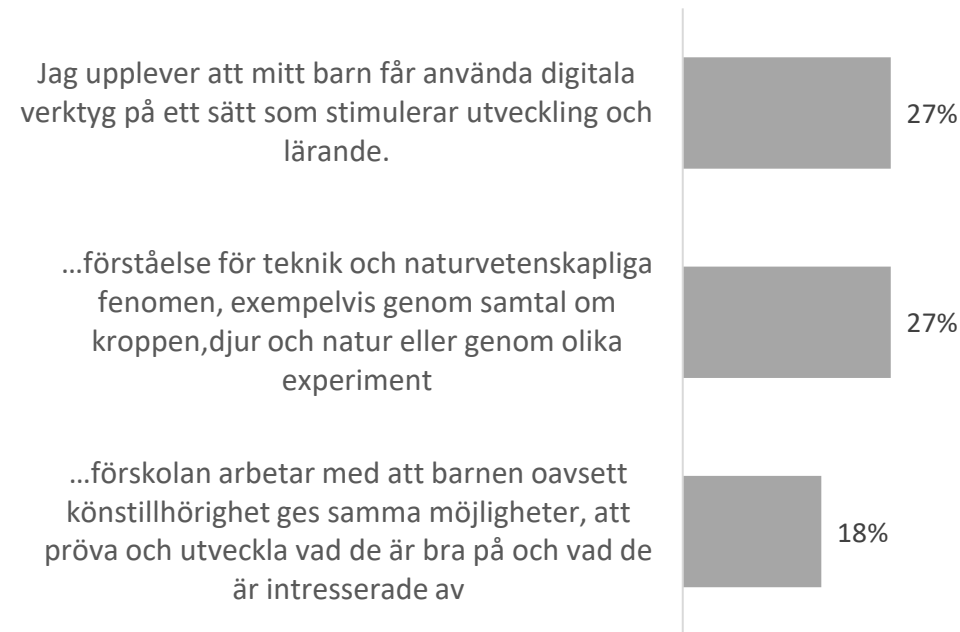 Jag upplever att mitt barn får använda digitala
verktyg på ett sätt som stimulerar utveckling och
lärande.
27%
...förståelse för teknik och naturvetenskapliga
fenomen, exempelvis genom samtal om
kroppen,djur och natur eller genom olika
experiment
27%
...förskolan arbetar med att barnen oavsett
könstillhörighet ges samma möjligheter, att
pröva och utveckla vad de är bra på och vad de
är intresserade av
18%